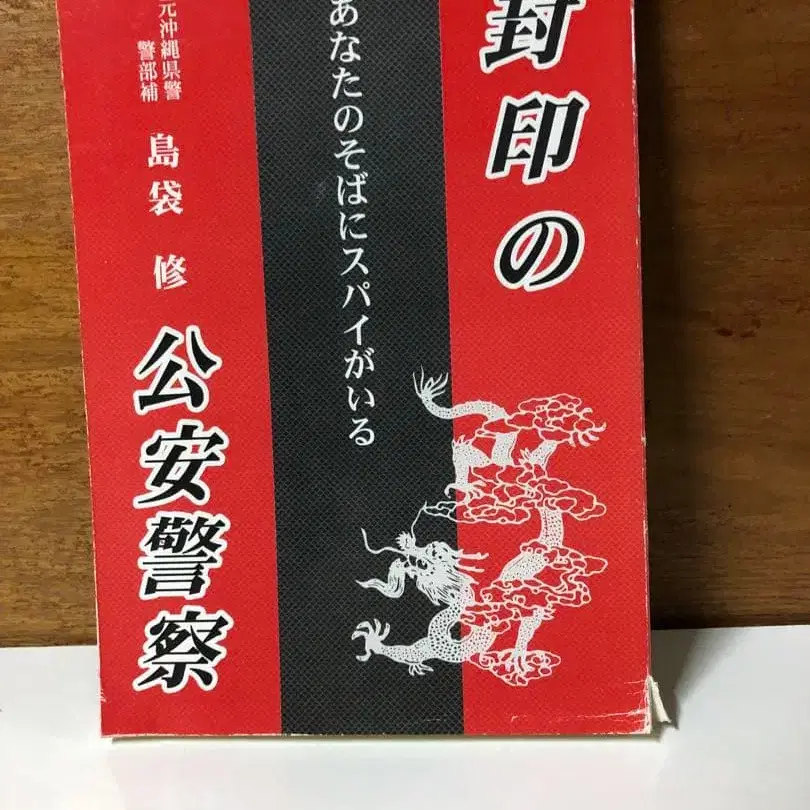 封印の
あなたのそばにスパイがいる
元沖縄県警
警部補
島袋 修
公安警察